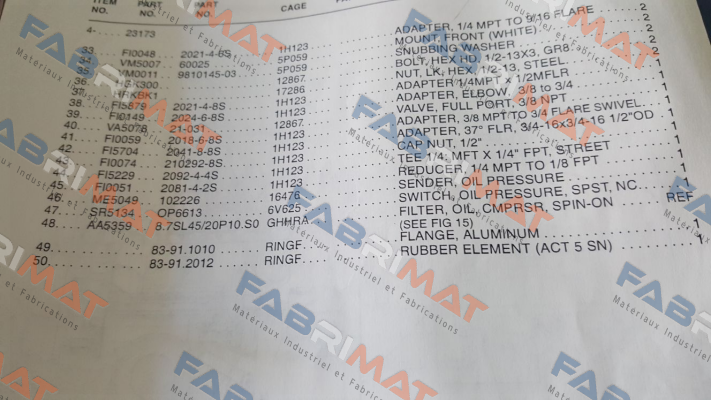 ITEM NO. PART NO. PART NO. CAGE
4- 23173
33. FI0048 2021-4-8S 1H123 ADAPTER, 1/4 MPT TO 9/16 FLARE 2
34. VM5007 60025 5P059 MOUNT, FRONT (WHITE) 2
35. VM0011 9810145-03 5P059 SNUBBING WASHER 2
36. 12867 BOLT, HEX HD, 1/2-13X3, GR8 2
37. HRKBK1 17286 NUT, LK, HEX, 1/2-13, STEEL 2
38. FI5879 2021-4-8S 1H123 ADAPTER 1/4MPT x 1/2MFLR 1
39. FI0149 2024-6-8S 1H123 ADAPTER, ELBOW, 3/8 to 3/4 1
40. VA5078 21-031 12867 VALVE, FULL PORT, 3/8 NPT 1
41. FI0059 2018-6-8S 1H123 ADAPTER, 3/8 MPT TO 3/4 FLARE SWIVEL 1
42. FI5704 2041-8-8S 1H123 ADAPTER, 37° FLR, 3/4-16x3/4-16 1/2"OD 1
43. FI0074 210292-8S 1H123 CAP NUT, 1/2" 1
FI5229 2092-4-4S 1H123 TEE 1/4" MFT X 1/4" FPT, STREET 1
45. FI0051 2081-4-2S 1H123 REDUCER, 1/4 MPT TO 1/8 FPT 1
46. ME5049 102226 16476 SENDER, OIL PRESSURE 1
47. SR5134 OP6613 6V625 SWITCH, OIL PRESSURE, SPST, NC 1
48. AA5359 8.7SL45/20P10.S0 GHHRA FILTER, OIL, CMPRSR, SPIN-ON REF
(SEE FIG 15)
49. 83-91.1010 RINGF FLANGE, ALUMINUM 1
50. 83-91.2012 RINGF RUBBER ELEMENT (ACT 5 SN) 1
FABRIMAT
Materiaux Industriel et Fabrications